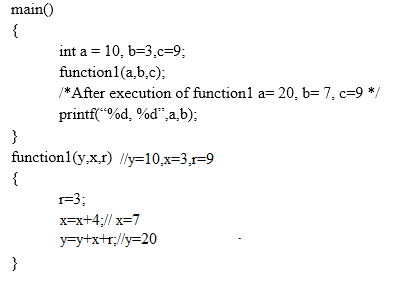 main()
{
int a = 10, b=3,c=9;
function1(a,b,c);
/*After execution of function1 a= 20, b= 7, c=9 */
printf(“%d, %d”,a,b);
}
function1(y,x,r) //y=10,x=3,r=9
{
r=3;
x=x+4;// x=7
y=y+x+r;//y=20
}